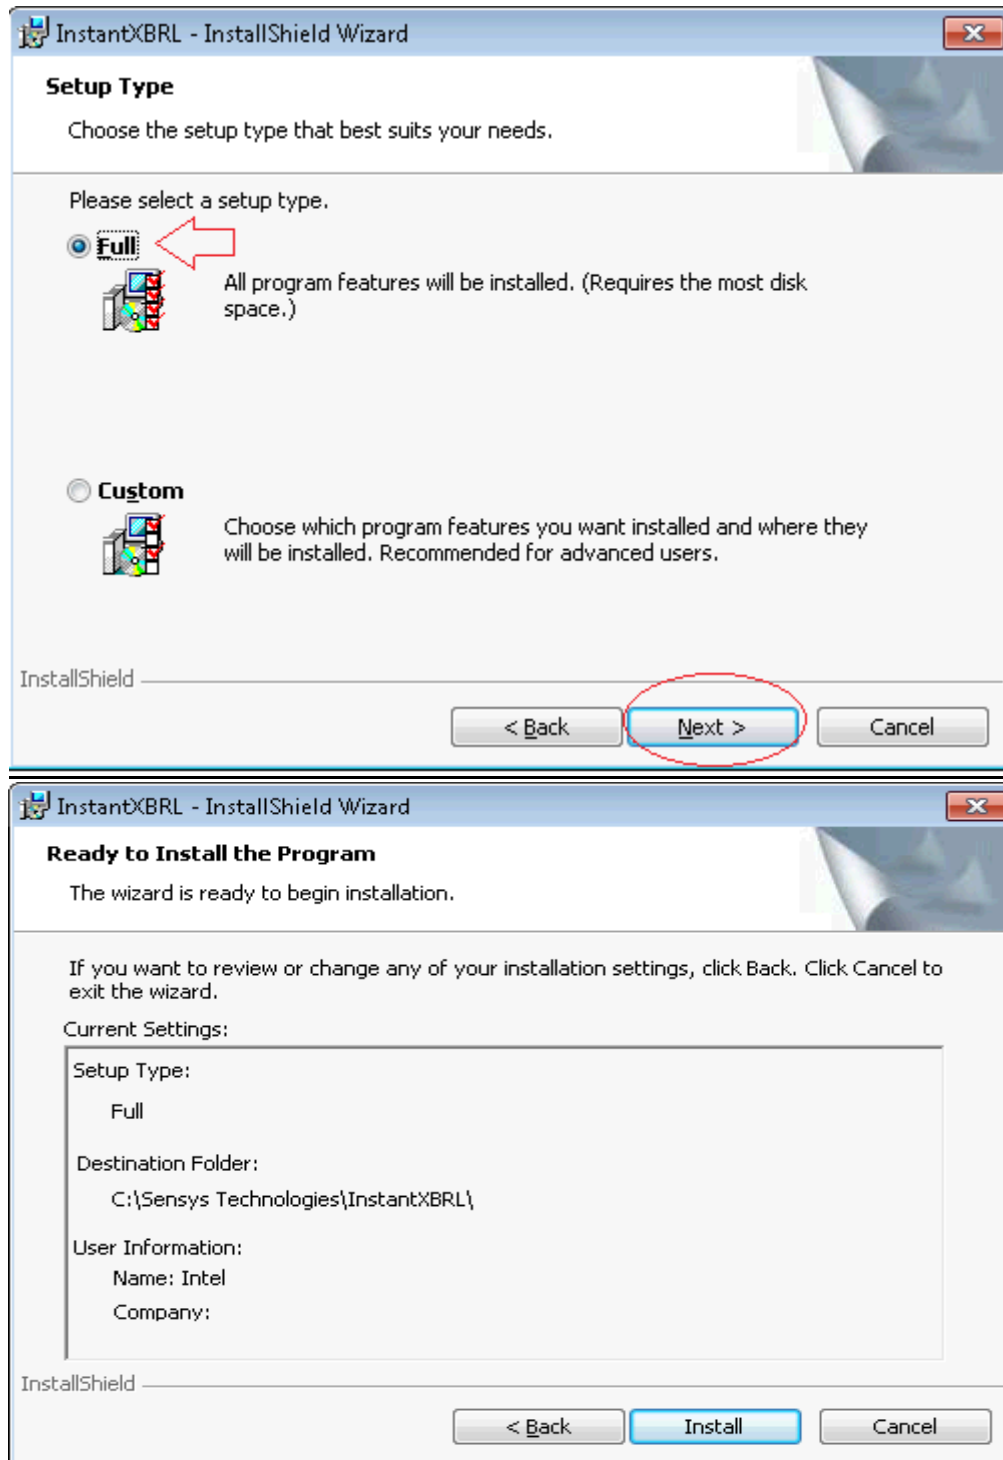 InstantXBRL - InstallShield Wizard
Setup Type
Choose the setup type that best suits your needs.
Please select a setup type.
Full
All program features will be installed. (Requires the most disk
space.)
Custom
Choose which program features you want installed and where they
will be installed. Recommended for advanced users.
InstallShield
< Back Next > Cancel
InstantXBRL - InstallShield Wizard
Ready to Install the Program
The wizard is ready to begin installation.
If you want to review or change any of your installation settings, click Back. Click Cancel to
exit the wizard.
Current Settings:
Setup Type:
Full
Destination Folder:
C:\Sensys Technologies\InstantXBRL\
User Information:
Name: Intel
Company:
InstallShield
< Back Install Cancel